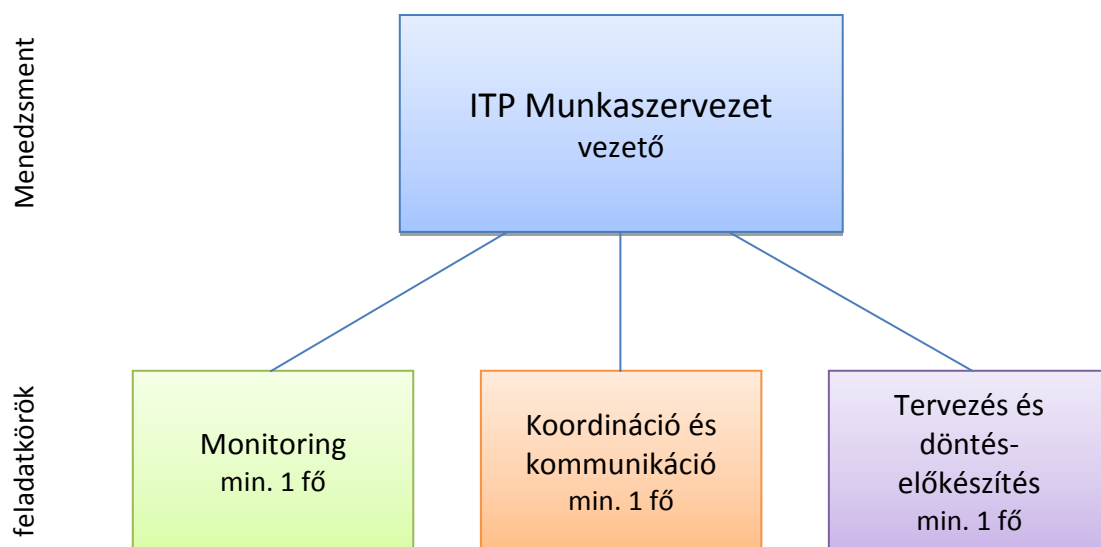 Menedzsment
ITP Munkaszervezet
vezető
feladatkörök
Monitoring
min. 1 fő
Koordináció és
kommunikáció
min. 1 fő
Tervezés és
döntés-
előkészítés
min. 1 fő